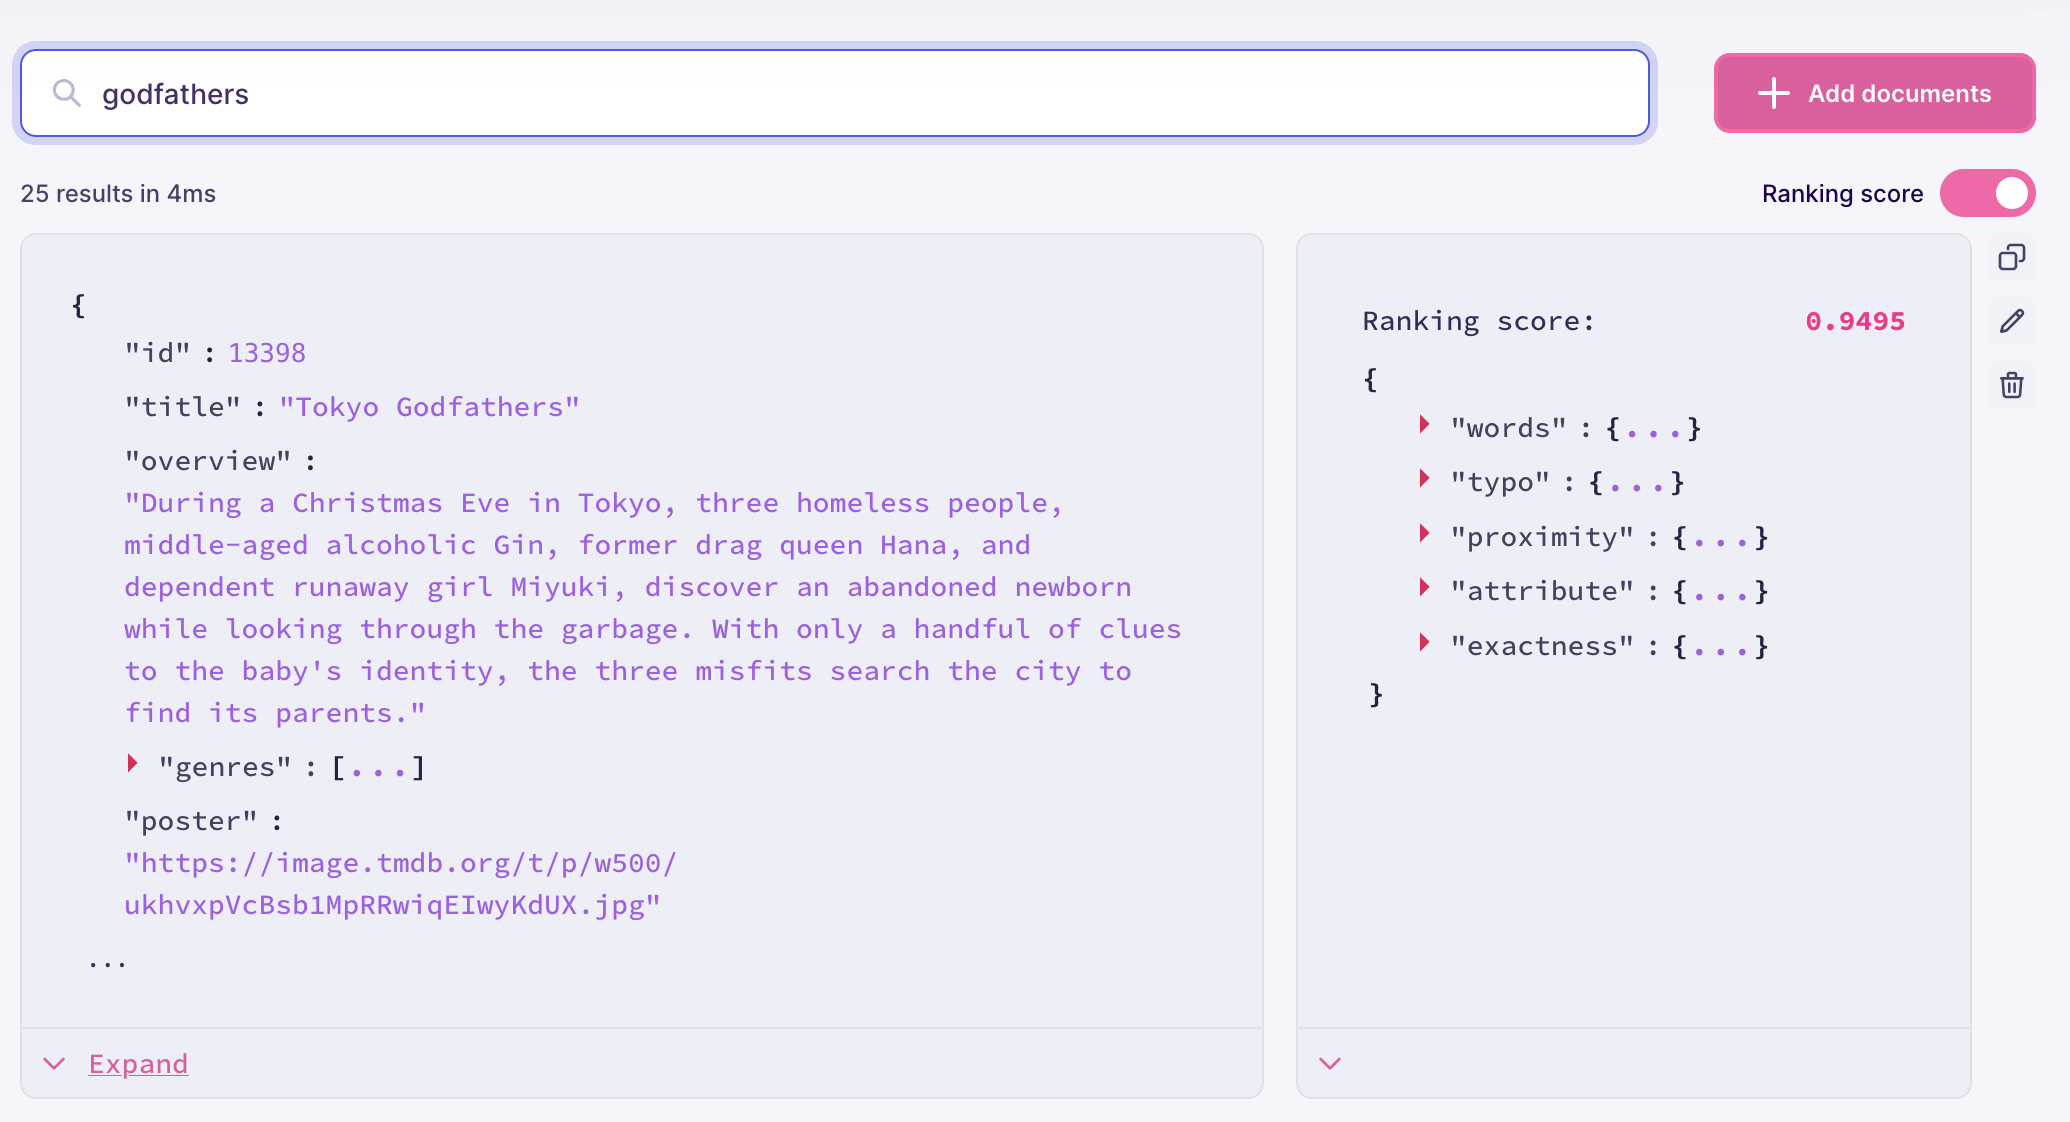 godfathers
Add documents
25 results in 4ms
Ranking score
{
"id" : 13398
"title" : "Tokyo Godfathers"
"overview" :
"During a Christmas Eve in Tokyo, three homeless people,
middle-aged alcoholic Gin, former drag queen Hana, and
dependent runaway girl Miyuki, discover an abandoned newborn
while looking through the garbage. With only a handful of clues
to the baby's identity, the three misfits search the city to
find its parents."
"genres" : [...]
"poster" :
"https://image.tmdb.org/t/p/w500/
ukhvxpVcBsb1MpRRwiqEIwyKdUX.jpg"
...
Expand
Ranking score: 0.9495
{
"words" : {...}
"typo" : {...}
"proximity" : {...}
"attribute" : {...}
"exactness" : {...}
}